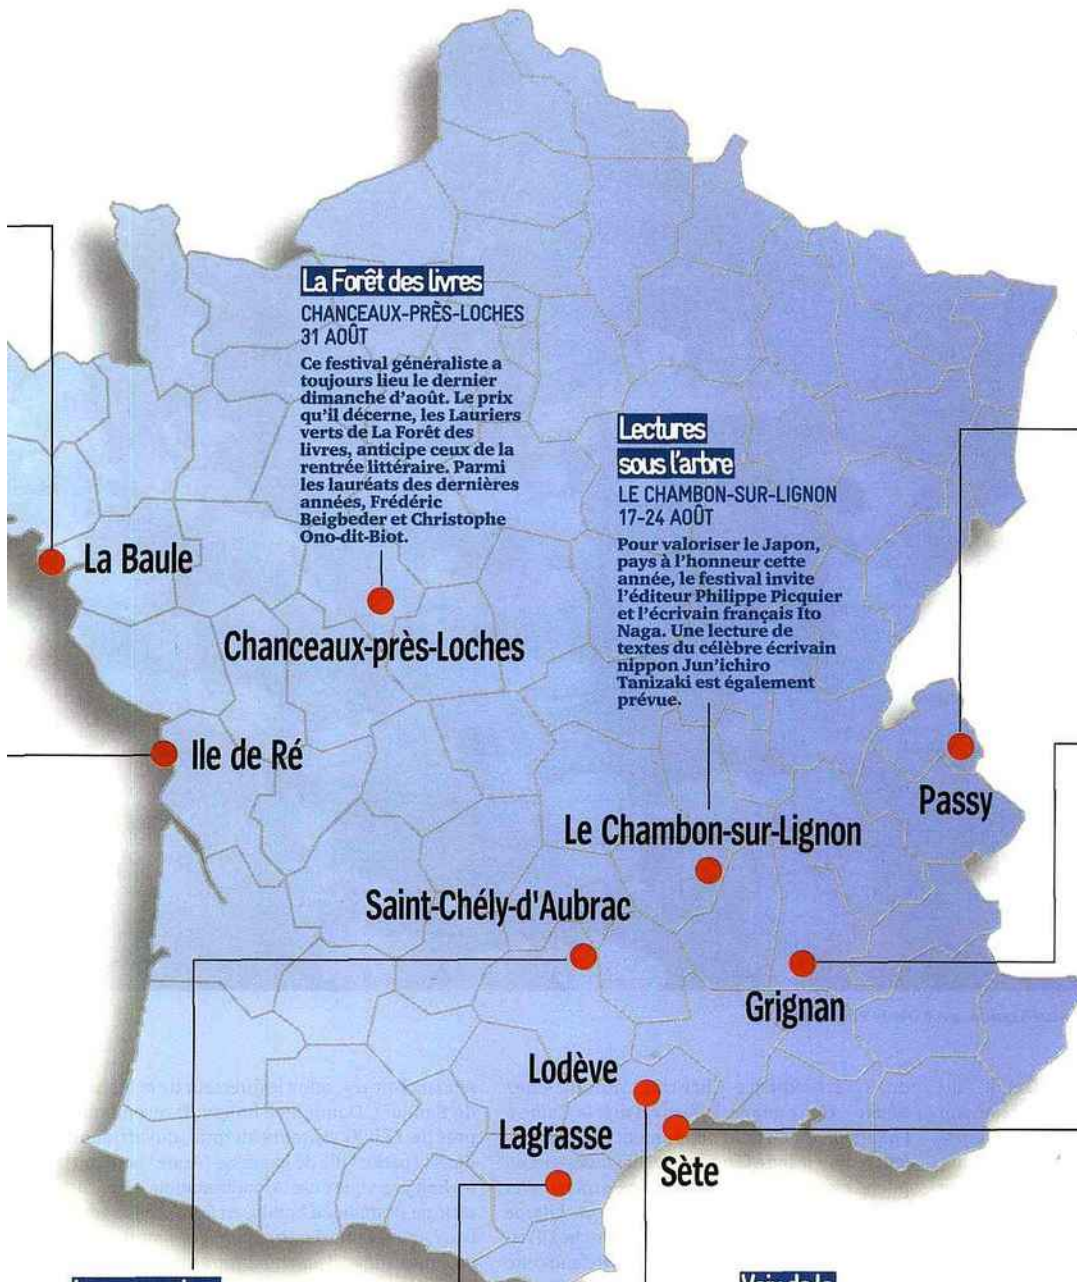 La Forêt des livres
CHANCEAUX-PRÈS-LOCHES
31 AOÛT
Ce festival généraliste a
toujours lieu le dernier
dimanche d'août. Le prix
qu'il décerne, les Lauriers
verts de La Forêt des
livres, anticipe ceux de la
rentrée littéraire. Parmi
les lauréats des dernières
années, Frédéric
Beigbeder et Christophe
Ono-dit-Biot.
Lectures
sous l'arbre
LE CHAMBON-SUR-LIGNON
17-24 AOÛT
Pour valoriser le Japon,
pays à l'honneur cette
année, le festival invite
l'éditeur Philippe Picquier
et l'écrivain français Ito
Naga. Une lecture de
textes du célèbre écrivain
nippon Jun'ichiro
Tanizaki est également
prévue.
La Baule
Chanceaux-près-Loches
Ile de Ré
Passy
Le Chambon-sur-Lignon
Saint-Chély-d'Aubrac
Grignan
Lodève
Lagrasse
Sète